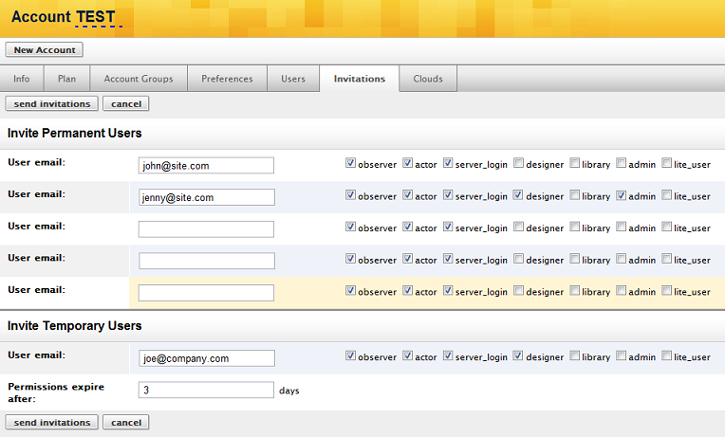 Account TEST
New Account
Info Plan Account Groups Preferences Users Invitations Clouds
send invitations cancel
Invite Permanent Users
User email: john@site.com observer actor server_login designer library admin lite_user
User email: jenny@site.com observer actor server_login designer library admin lite_user
User email: observer actor server_login designer library admin lite_user
User email: observer actor server_login designer library admin lite_user
User email: observer actor server_login designer library admin lite_user
Invite Temporary Users
User email: joe@company.com observer actor server_login designer library admin lite_user
Permissions expire
after: 3 days
send invitations cancel